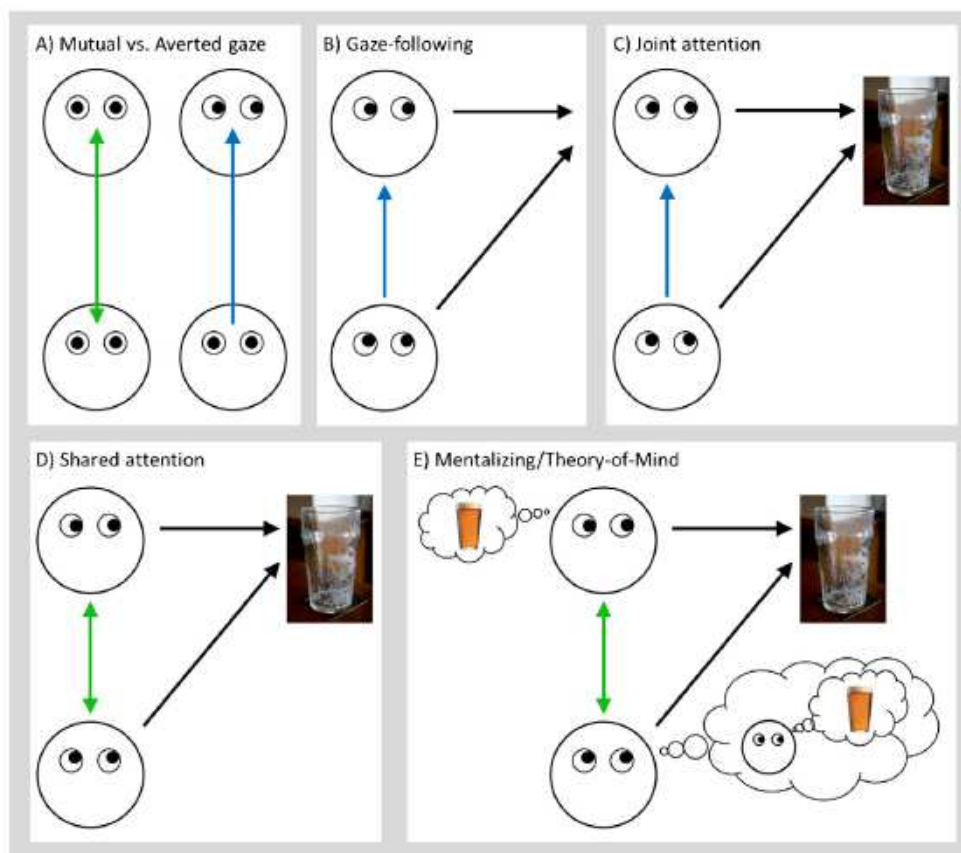 A) Mutual vs. Averted gaze
B) Gaze-following
C) Joint attention
D) Shared attention
E) Mentalizing/Theory-of-Mind